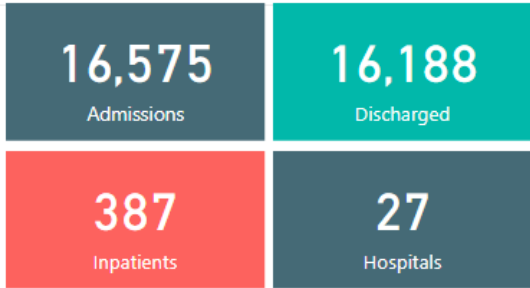 16,575
Admissions
16,188
Discharged
387
Inpatients
27
Hospitals